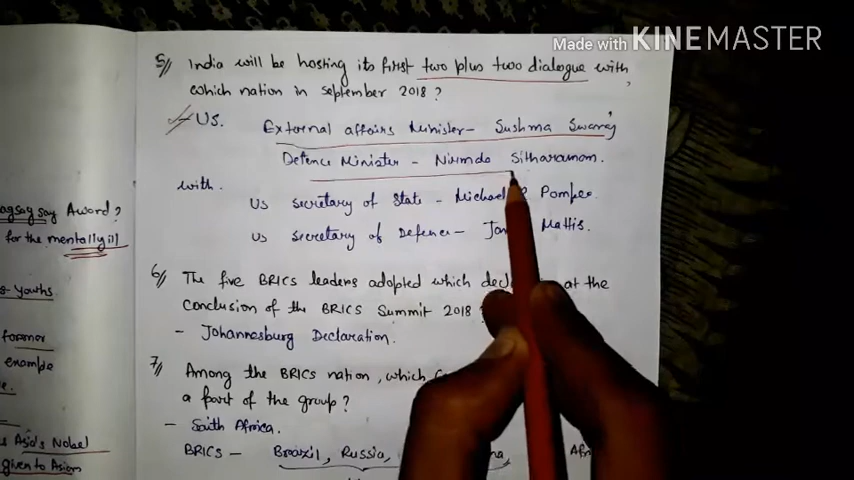 Made with KINEMASTER
agsaysay Award?
for the mentally ill
s- youths
former
example
e.
s Asia's Nobel
given to Asian
5// India will be hosting its first two plus two dialogue with
which nation in september 2018?
- US. External affairs Minister - Sushma Swaraj
Defence Minister - Nirmda Sitharaman.
with.
US secretary of State - Michael R Pompeo
US secretary of Defence - Mattis.
6// The five BRICS leaders adopted which at the
conclusion of the BRICS Summit 2018
- Johannesburg Declaration.
7// Among the BRICS nation, which
a part of the group?
- South Africa.
BRICS - Brazil, Russia,